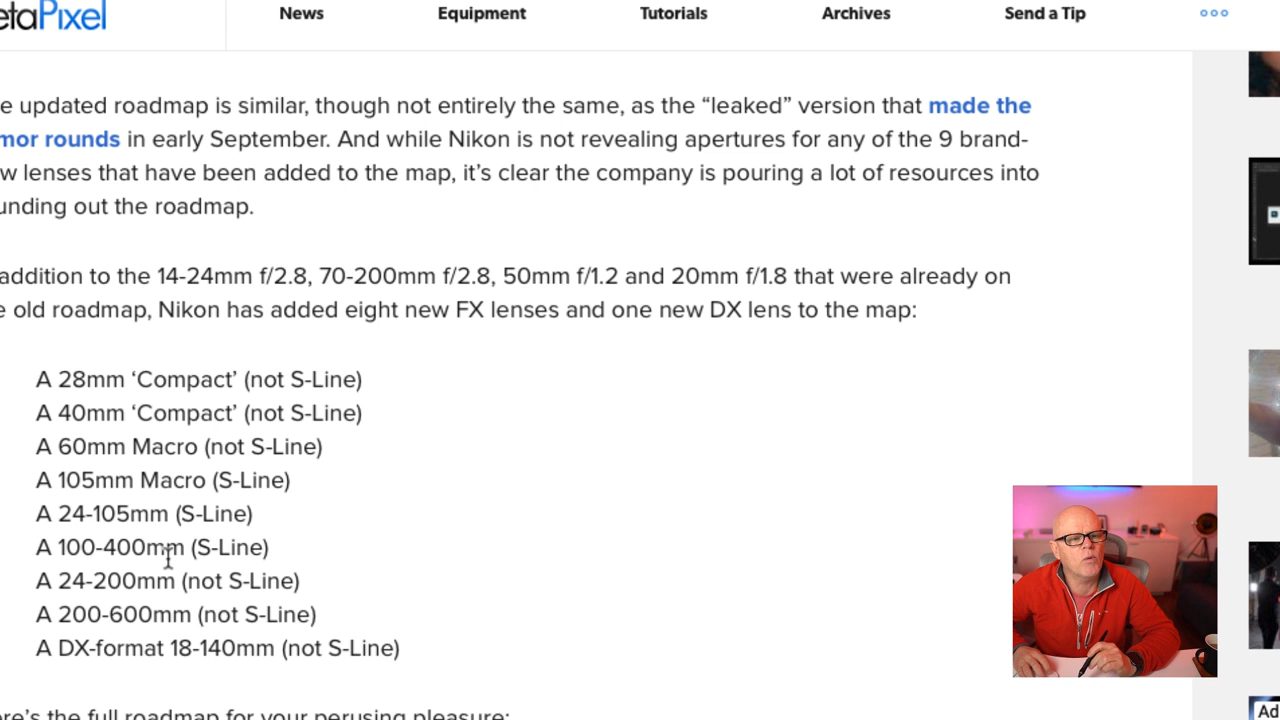 etaPixel
News Equipment Tutorials Archives Send a Tip
e updated roadmap is similar, though not entirely the same, as the “leaked” version that made the
mor rounds in early September. And while Nikon is not revealing apertures for any of the 9 brand-
w lenses that have been added to the map, it’s clear the company is pouring a lot of resources into
unding out the roadmap.
addition to the 14-24mm f/2.8, 70-200mm f/2.8, 50mm f/1.2 and 20mm f/1.8 that were already on
e old roadmap, Nikon has added eight new FX lenses and one new DX lens to the map:
A 28mm ‘Compact’ (not S-Line)
A 40mm ‘Compact’ (not S-Line)
A 60mm Macro (not S-Line)
A 105mm Macro (S-Line)
A 24-105mm (S-Line)
A 100-400mm (S-Line)
A 24-200mm (not S-Line)
A 200-600mm (not S-Line)
A DX-format 18-140mm (not S-Line)
ere’s the full roadmap for your perusing pleasure:
Ad